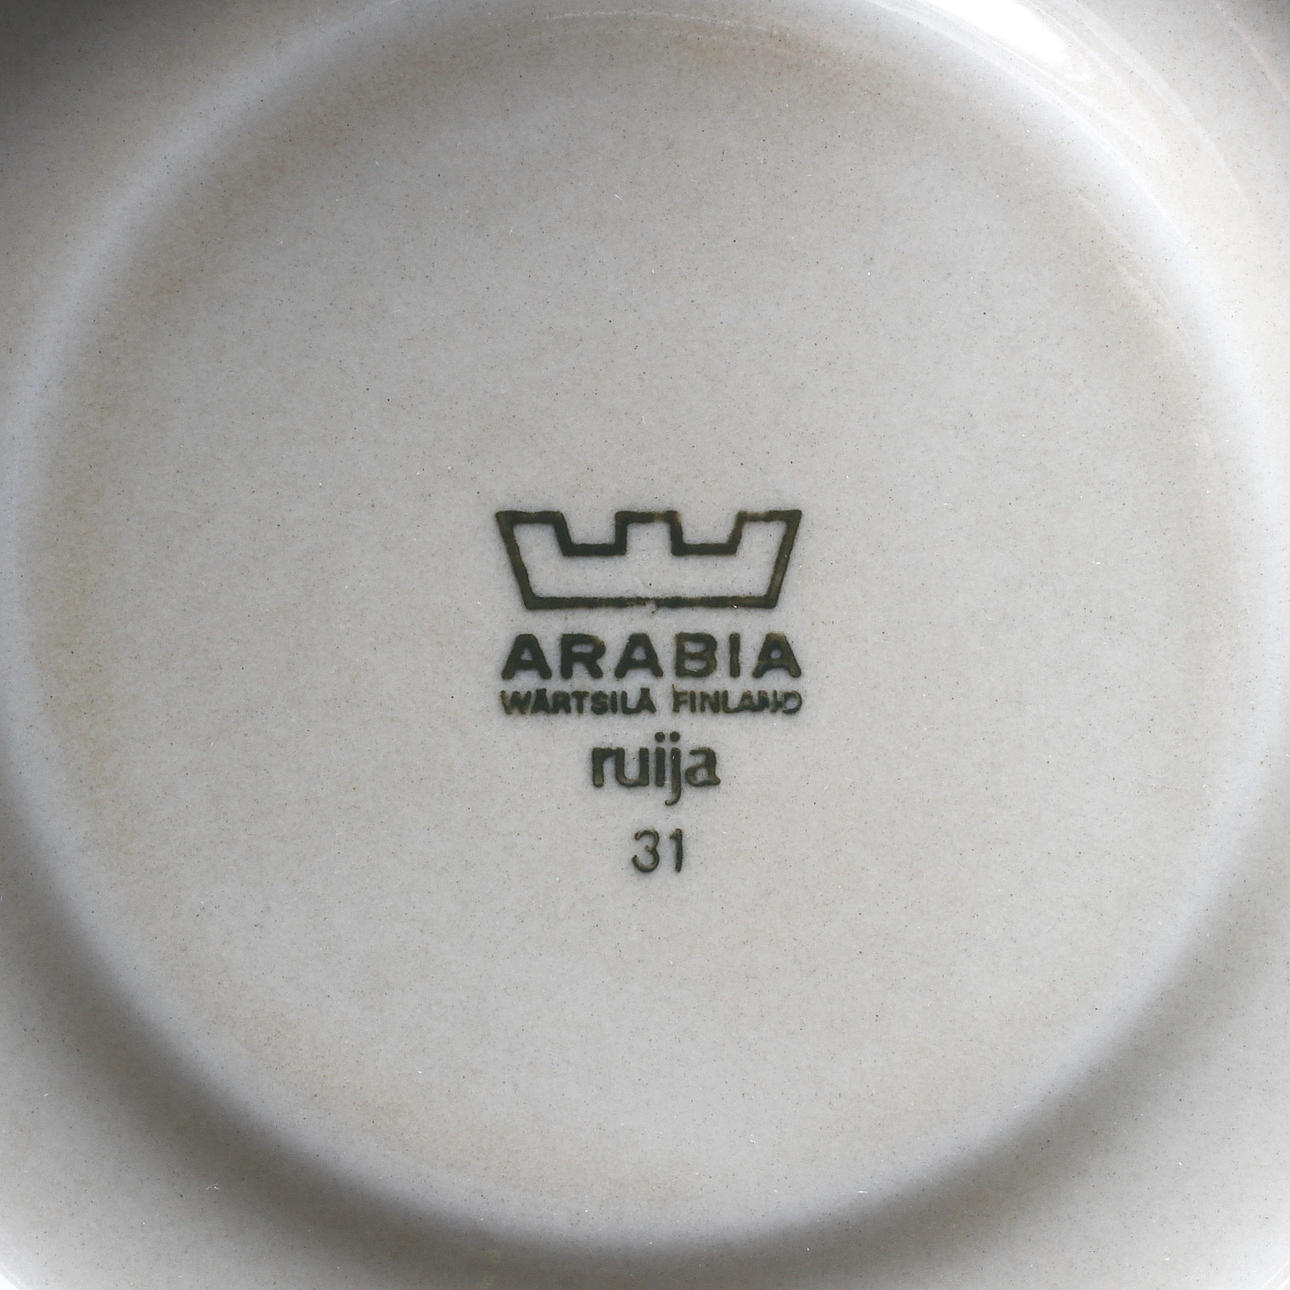 ARABIA
WÄRTSILÄ FINLAND
ruija
31